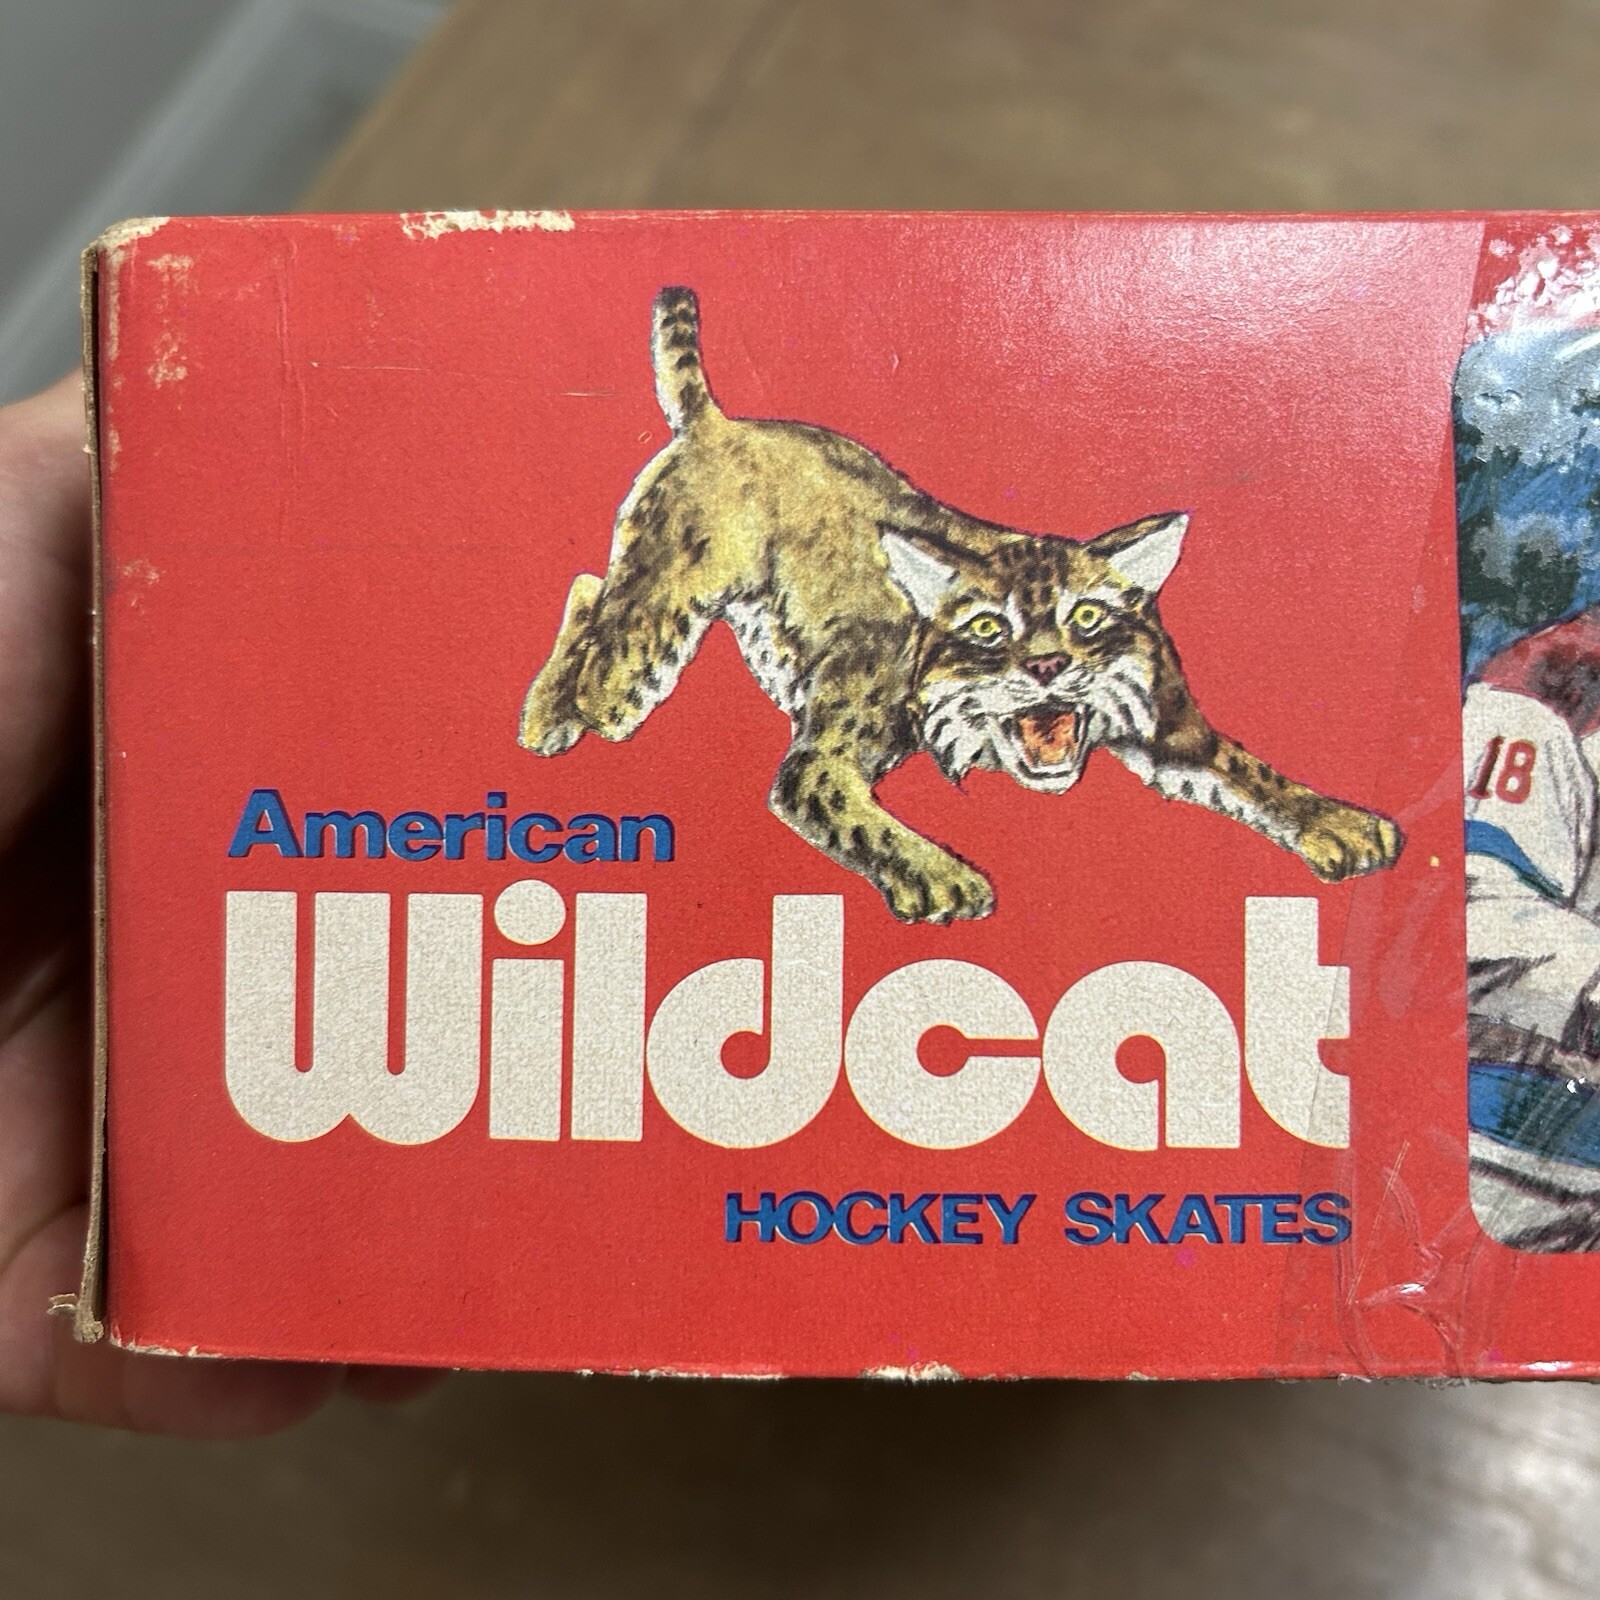 American
Wildcat
HOCKEY SKATES
18